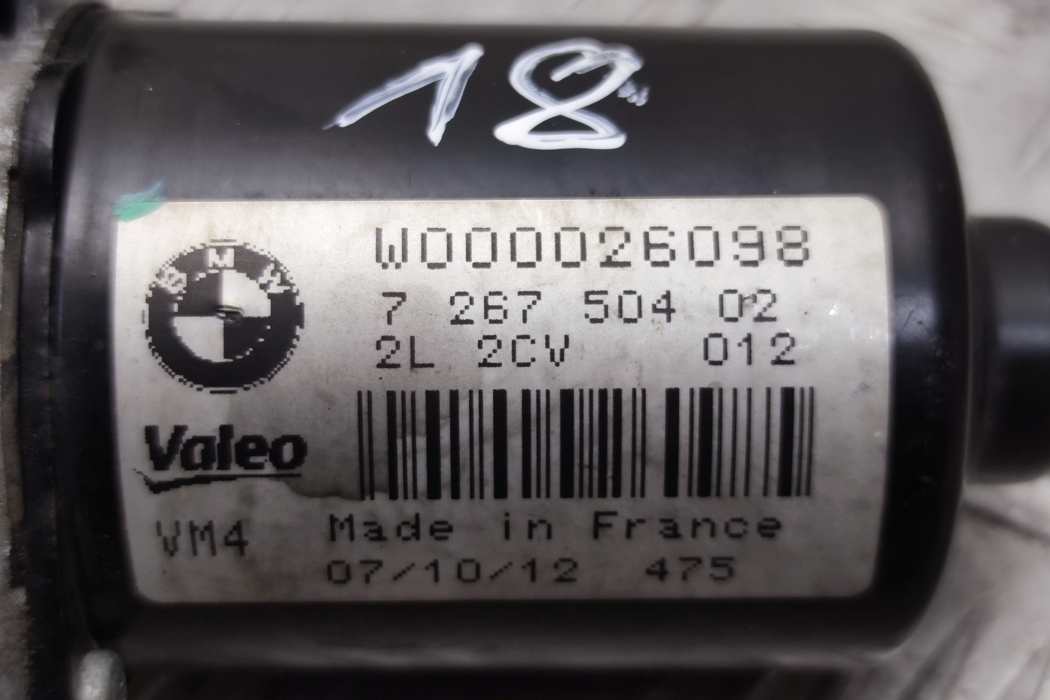 18
BMW
W000026098
7 267 504 02
2L 2CV 012
Valeo
VM4
Made in France
07/10/12 475